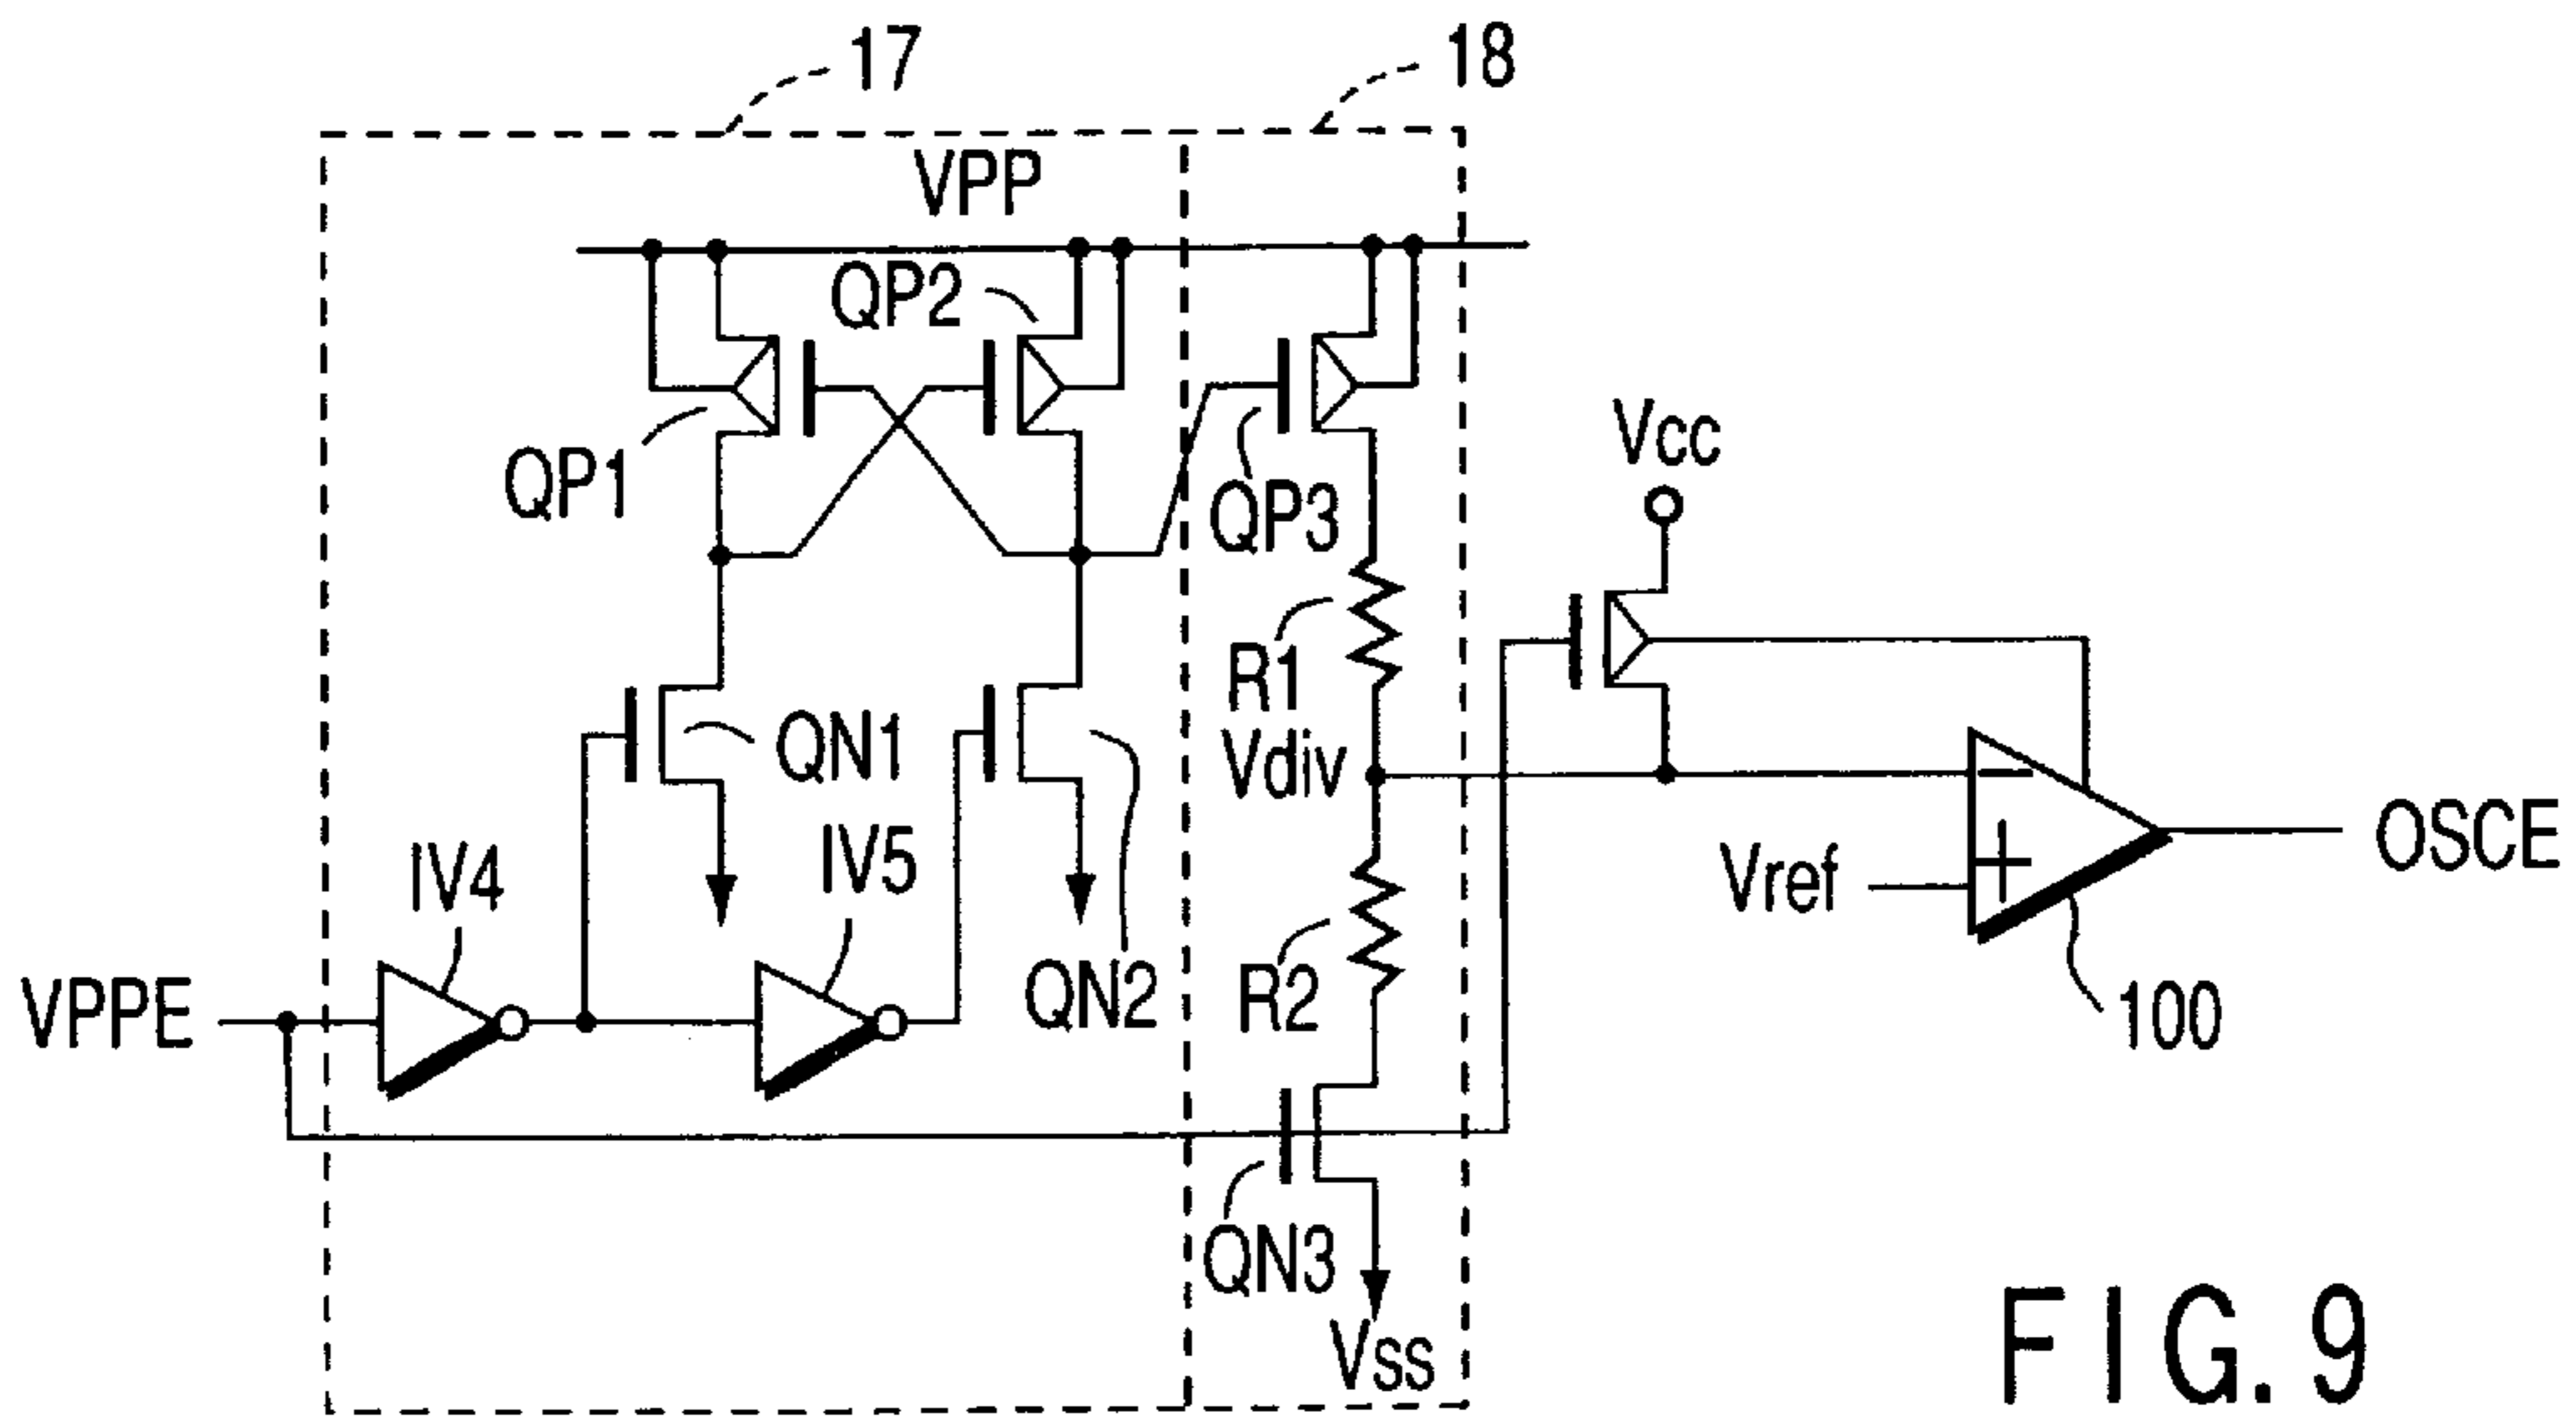 17
18
VPP
QP2
QP1
QP3
Vcc
R1
QN1
Vdiv
IV4
IV5
Vref
OSCE
−
+
VPPE
QN2
R2
100
QN3
Vss
FIG. 9